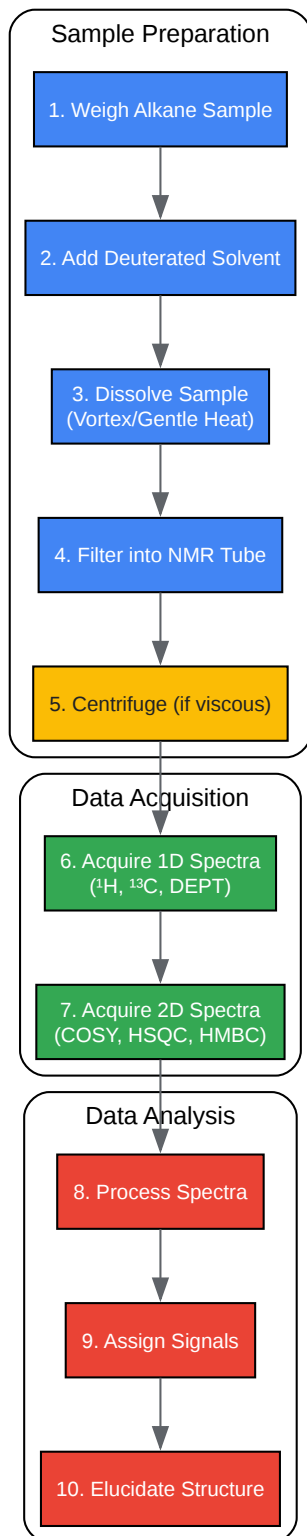 Sample Preparation
1. Weigh Alkane Sample
2. Add Deuterated Solvent
3. Dissolve Sample
(Vortex/Gentle Heat)
4. Filter into NMR Tube
5. Centrifuge (if viscous)
Data Acquisition
6. Acquire 1D Spectra
(¹H, ¹³C, DEPT)
7. Acquire 2D Spectra
(COSY, HSQC, HMBC)
Data Analysis
8. Process Spectra
9. Assign Signals
10. Elucidate Structure